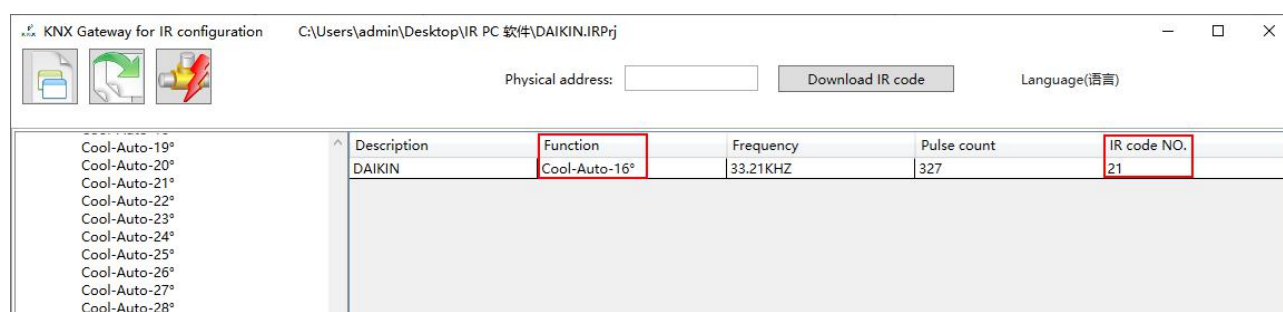 KNX Gateway for IR configuration C:\Users\admin\Desktop\IR PC 软件\DAIKIN.IRPrj
Physical address: Download IR code Language(语言)
Description Function Frequency Pulse count IR code NO.
DAIKIN Cool-Auto-16° 33.21KHZ 327 21
Cool-Auto-19°
Cool-Auto-20°
Cool-Auto-21°
Cool-Auto-22°
Cool-Auto-23°
Cool-Auto-24°
Cool-Auto-25°
Cool-Auto-26°
Cool-Auto-27°
Cool-Auto-28°